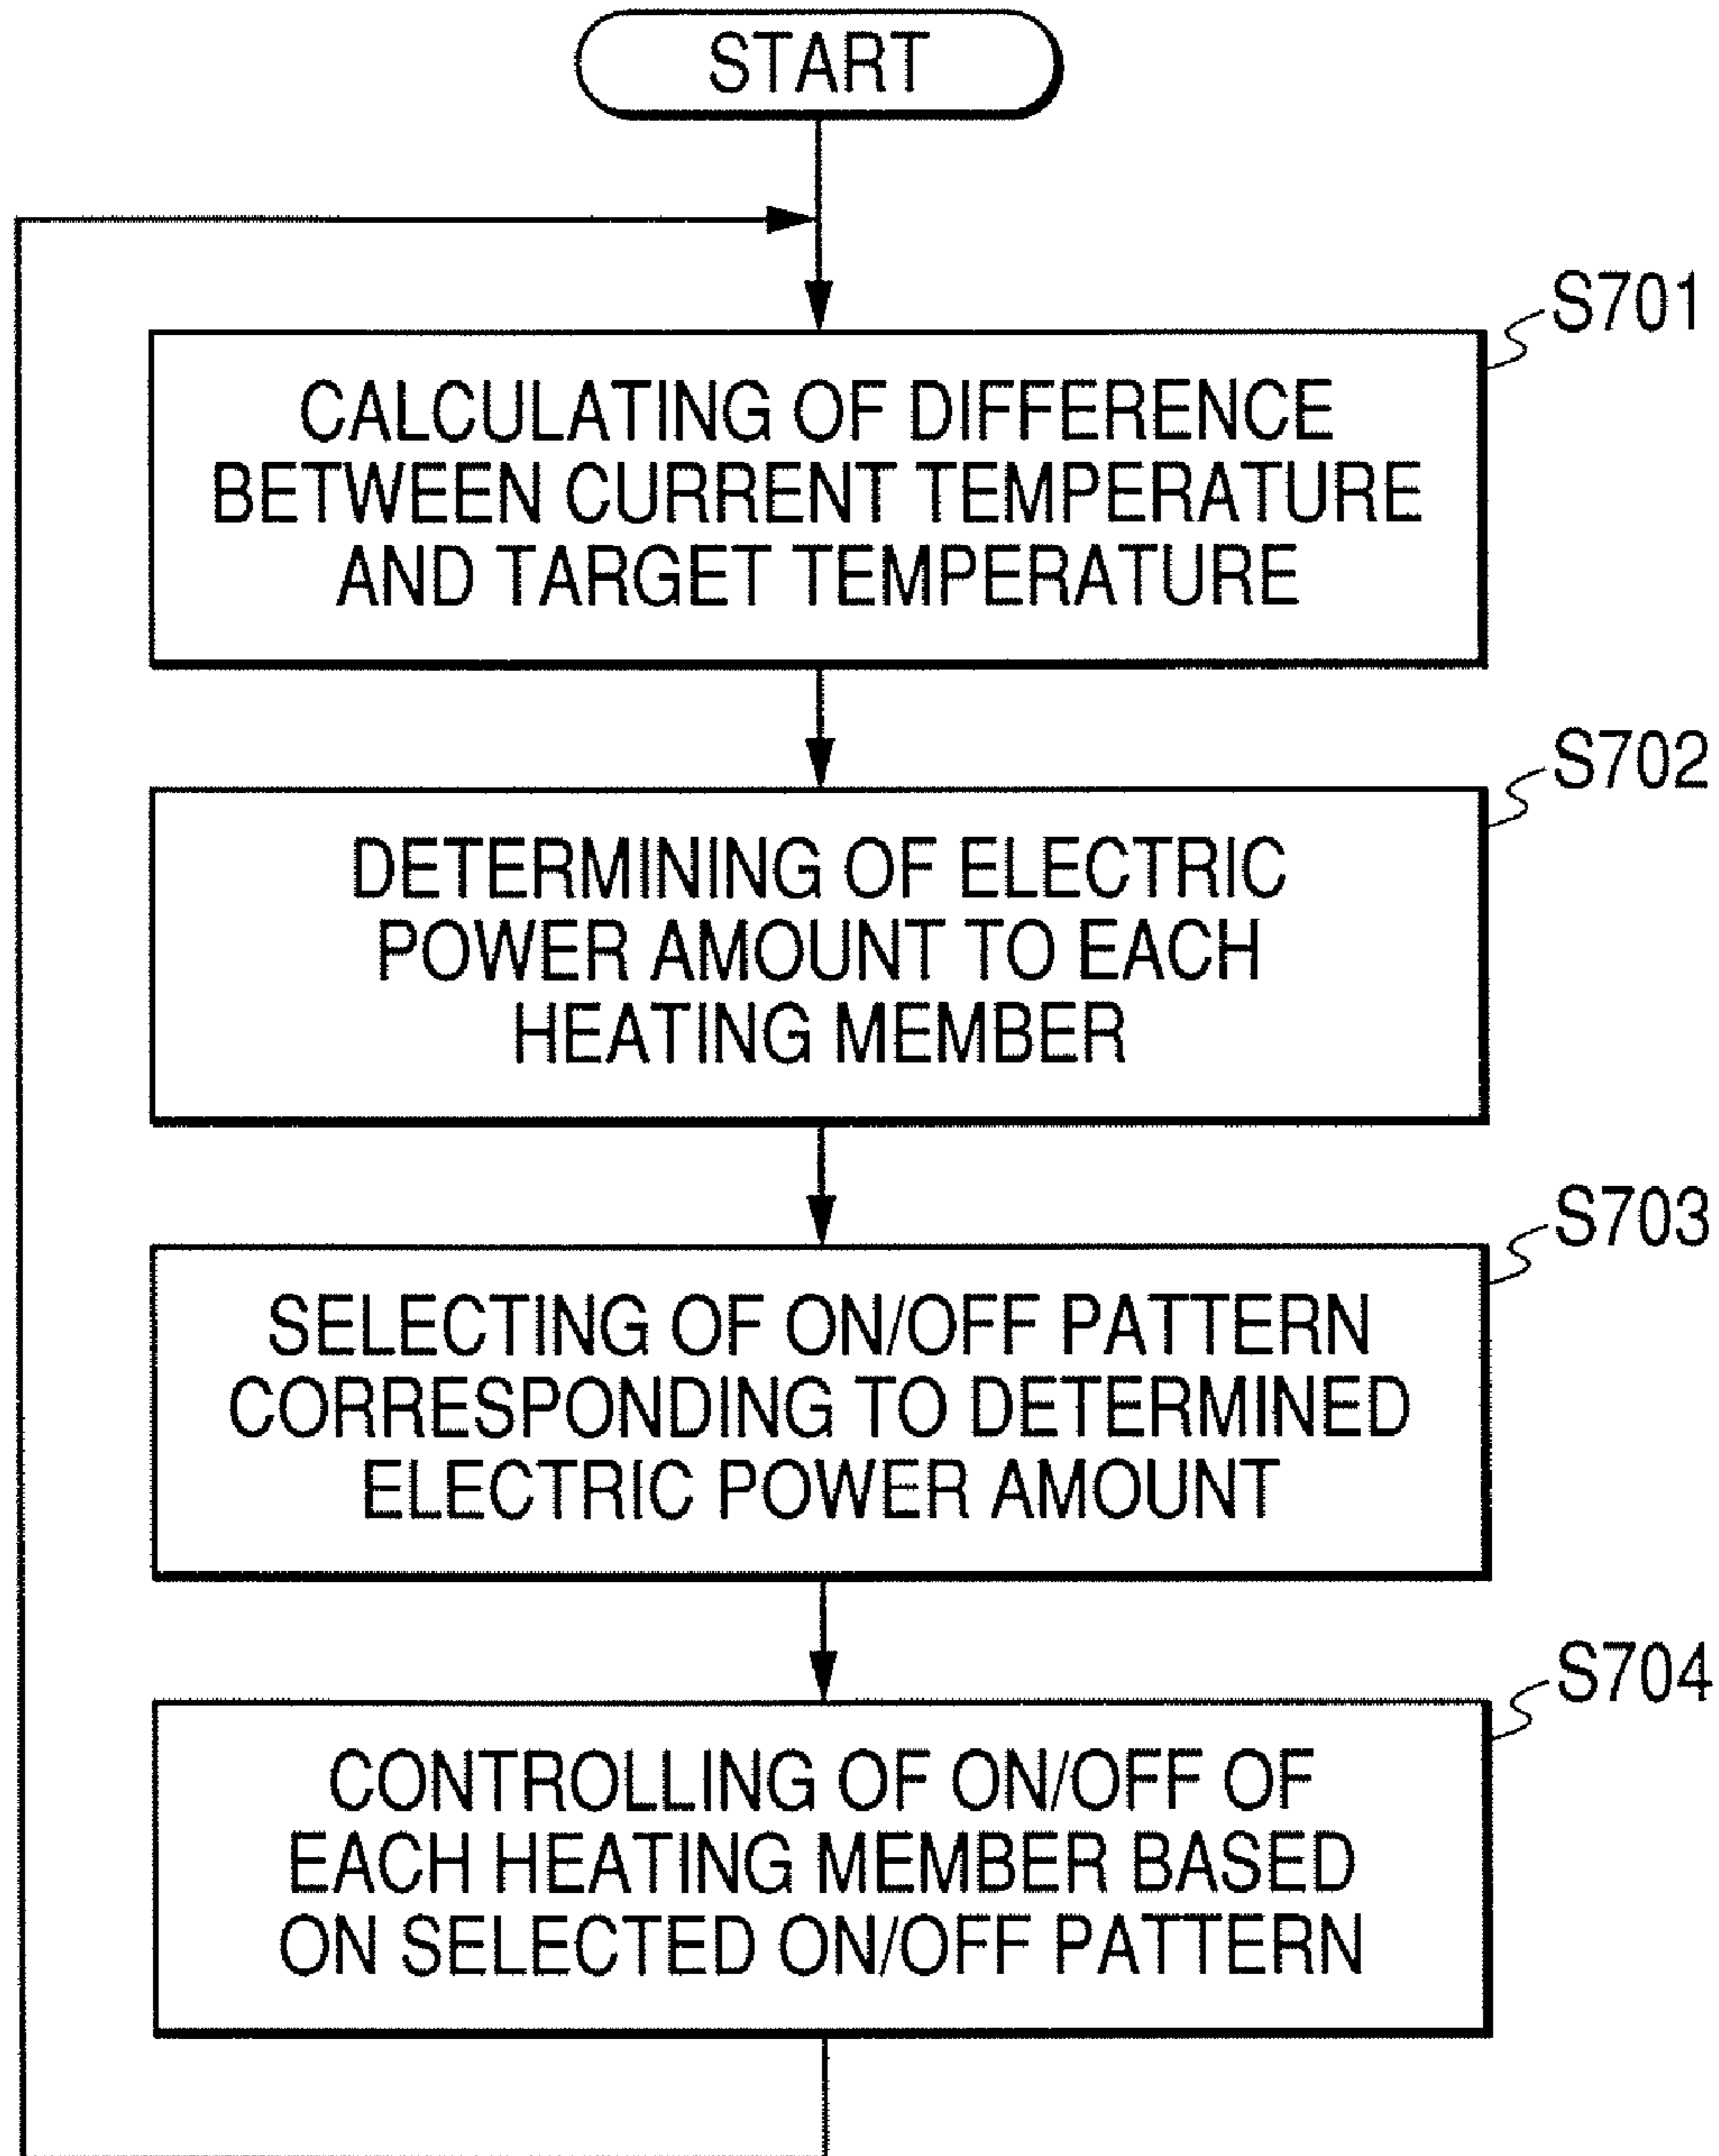 START
S701
CALCULATING OF DIFFERENCE
BETWEEN CURRENT TEMPERATURE
AND TARGET TEMPERATURE
S702
DETERMINING OF ELECTRIC
POWER AMOUNT TO EACH
HEATING MEMBER
S703
SELECTING OF ON/OFF PATTERN
CORRESPONDING TO DETERMINED
ELECTRIC POWER AMOUNT
S704
CONTROLLING OF ON/OFF OF
EACH HEATING MEMBER BASED
ON SELECTED ON/OFF PATTERN